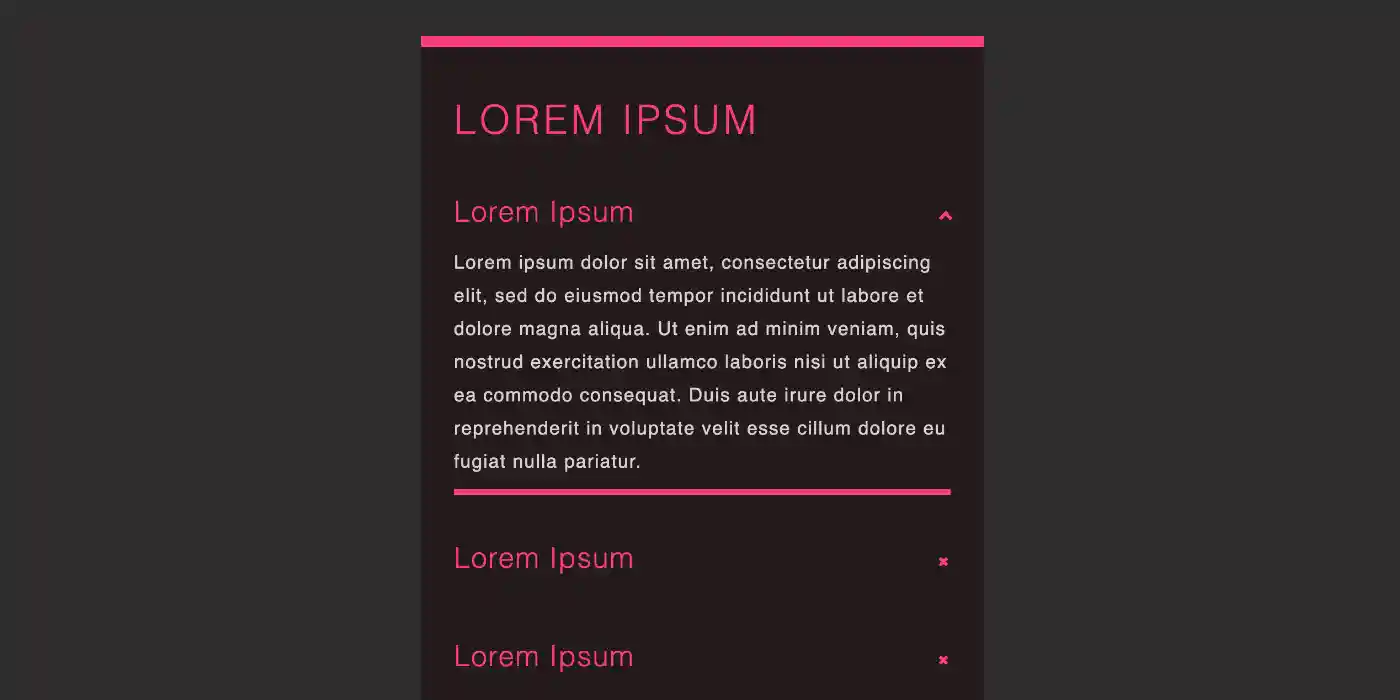 LOREM IPSUM
Lorem Ipsum
Lorem ipsum dolor sit amet, consectetur adipiscing
elit, sed do eiusmod tempor incididunt ut labore et
dolore magna aliqua. Ut enim ad minim veniam, quis
nostrud exercitation ullamco laboris nisi ut aliquip ex
ea commodo consequat. Duis aute irure dolor in
reprehenderit in voluptate velit esse cillum dolore eu
fugiat nulla pariatur.
Lorem Ipsum
Lorem Ipsum